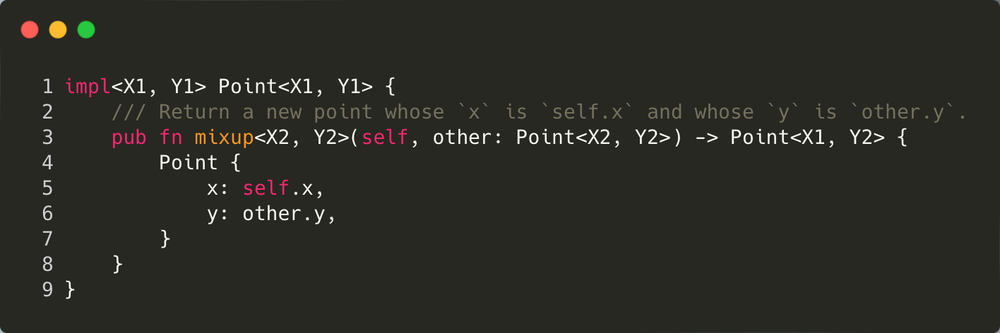 1 impl<X1, Y1> Point<X1, Y1> {
2     /// Return a new point whose `x` is `self.x` and whose `y` is `other.y`.
3     pub fn mixup<X2, Y2>(self, other: Point<X2, Y2>) -> Point<X1, Y2> {
4         Point {
5             x: self.x,
6             y: other.y,
7         }
8     }
9 }